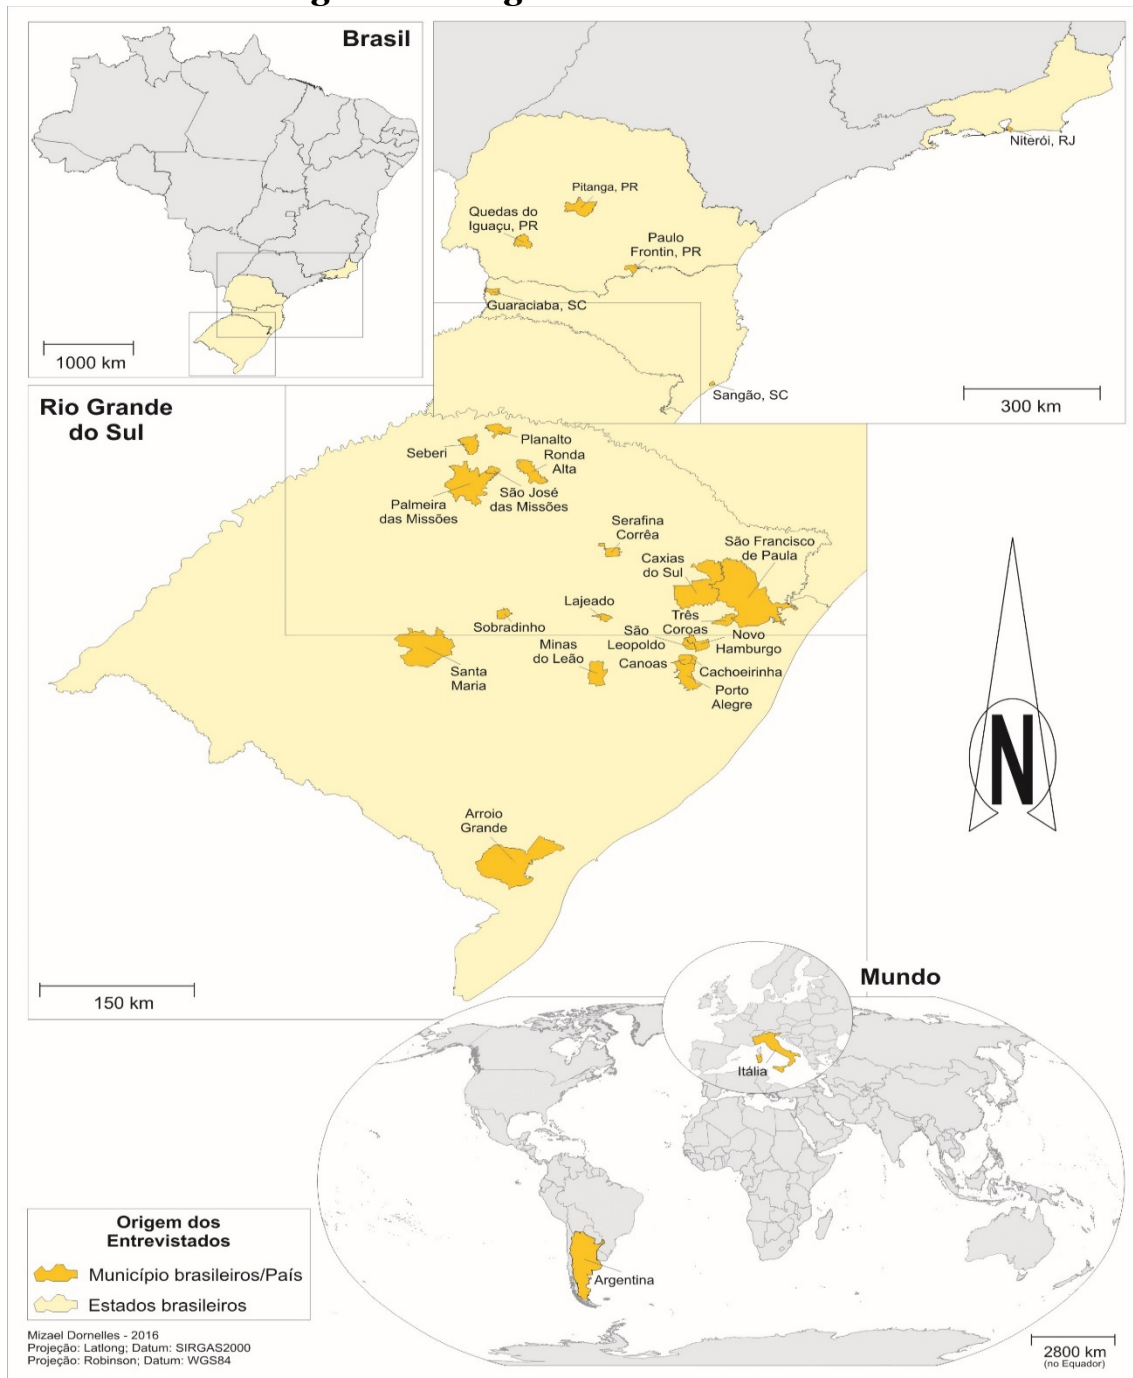 Brasil
1000 km
Niterói, RJ
Pitanga, PR
Quedas do
Iguaçu, PR
Paulo
Frontin, PR
Guaraciaba, SC
Sangão, SC
300 km
Rio Grande
do Sul
Planalto
Seberi
Ronda
Alta
São José
das Missões
Palmeira
das Missões
Serafina
Corrêa
São Francisco
de Paula
Caxias
do Sul
Lajeado
Três
Coroas
Sobradinho
São
Leopoldo
Novo
Hamburgo
Minas
do Leão
Canoas
Cachoeirinha
Santa
Maria
Porto
Alegre
N
Arroio
Grande
150 km
Mundo
Itália
Argentina
Origem dos
Entrevistados
Município brasileiros/País
Estados brasileiros
Mizael Dornelles - 2016
Projeção: Latlong; Datum: SIRGAS2000
Projeção: Robinson; Datum: WGS84
2800 km
(no Equador)